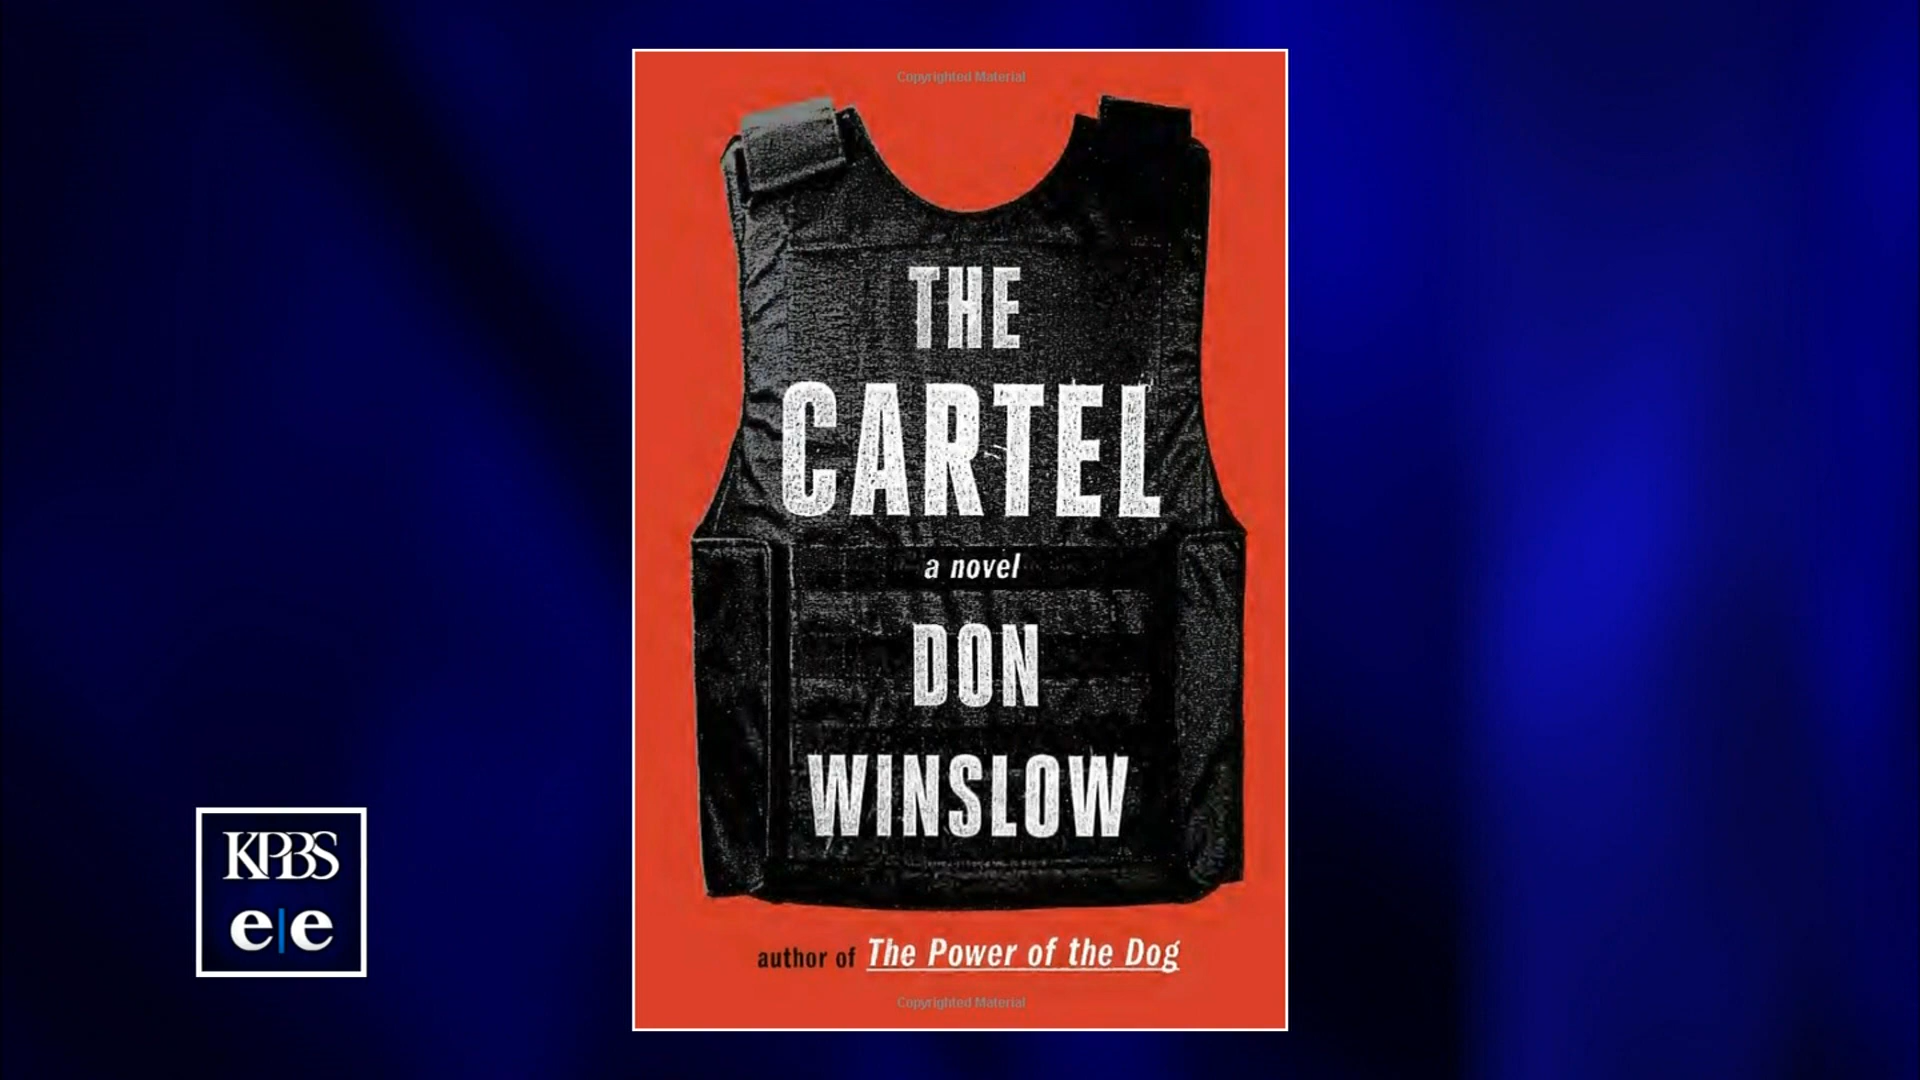 Copyrighted Material
THE
CARTEL
a novel
DON
WINSLOW
author of The Power of the Dog
Copyrighted Material
KPBS
e|e